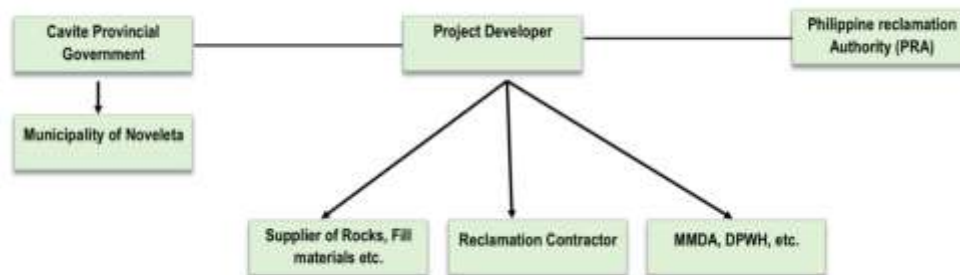 Cavite Provincial
Government
Project Developer
Philippine reclamation
Authority (PRA)
Municipality of Noveleta
Supplier of Rocks, Fill
materials etc.
Reclamation Contractor
MMDA, DPWH, etc.